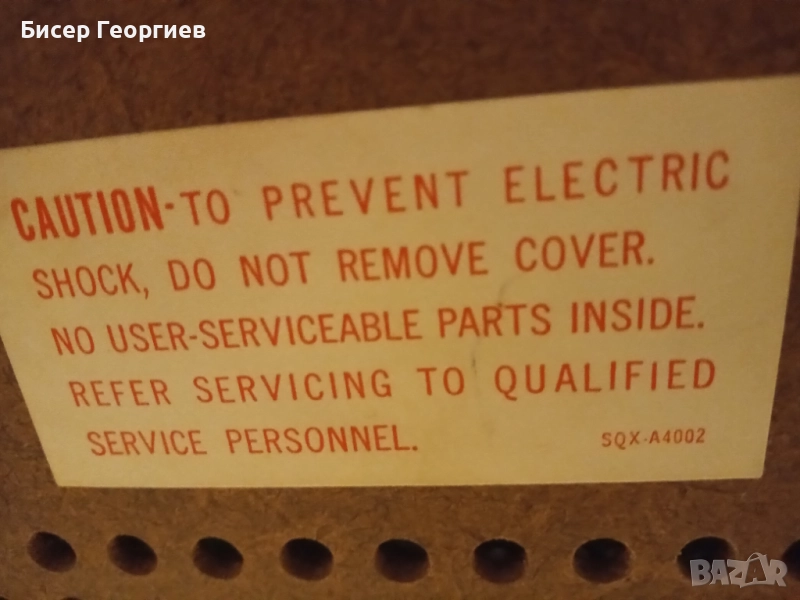 Бисер Георгиев
CAUTION-TO PREVENT ELECTRIC
SHOCK, DO NOT REMOVE COVER.
NO USER-SERVICEABLE PARTS INSIDE.
REFER SERVICING TO QUALIFIED
SERVICE PERSONNEL. SQX-A4002
BAZAR